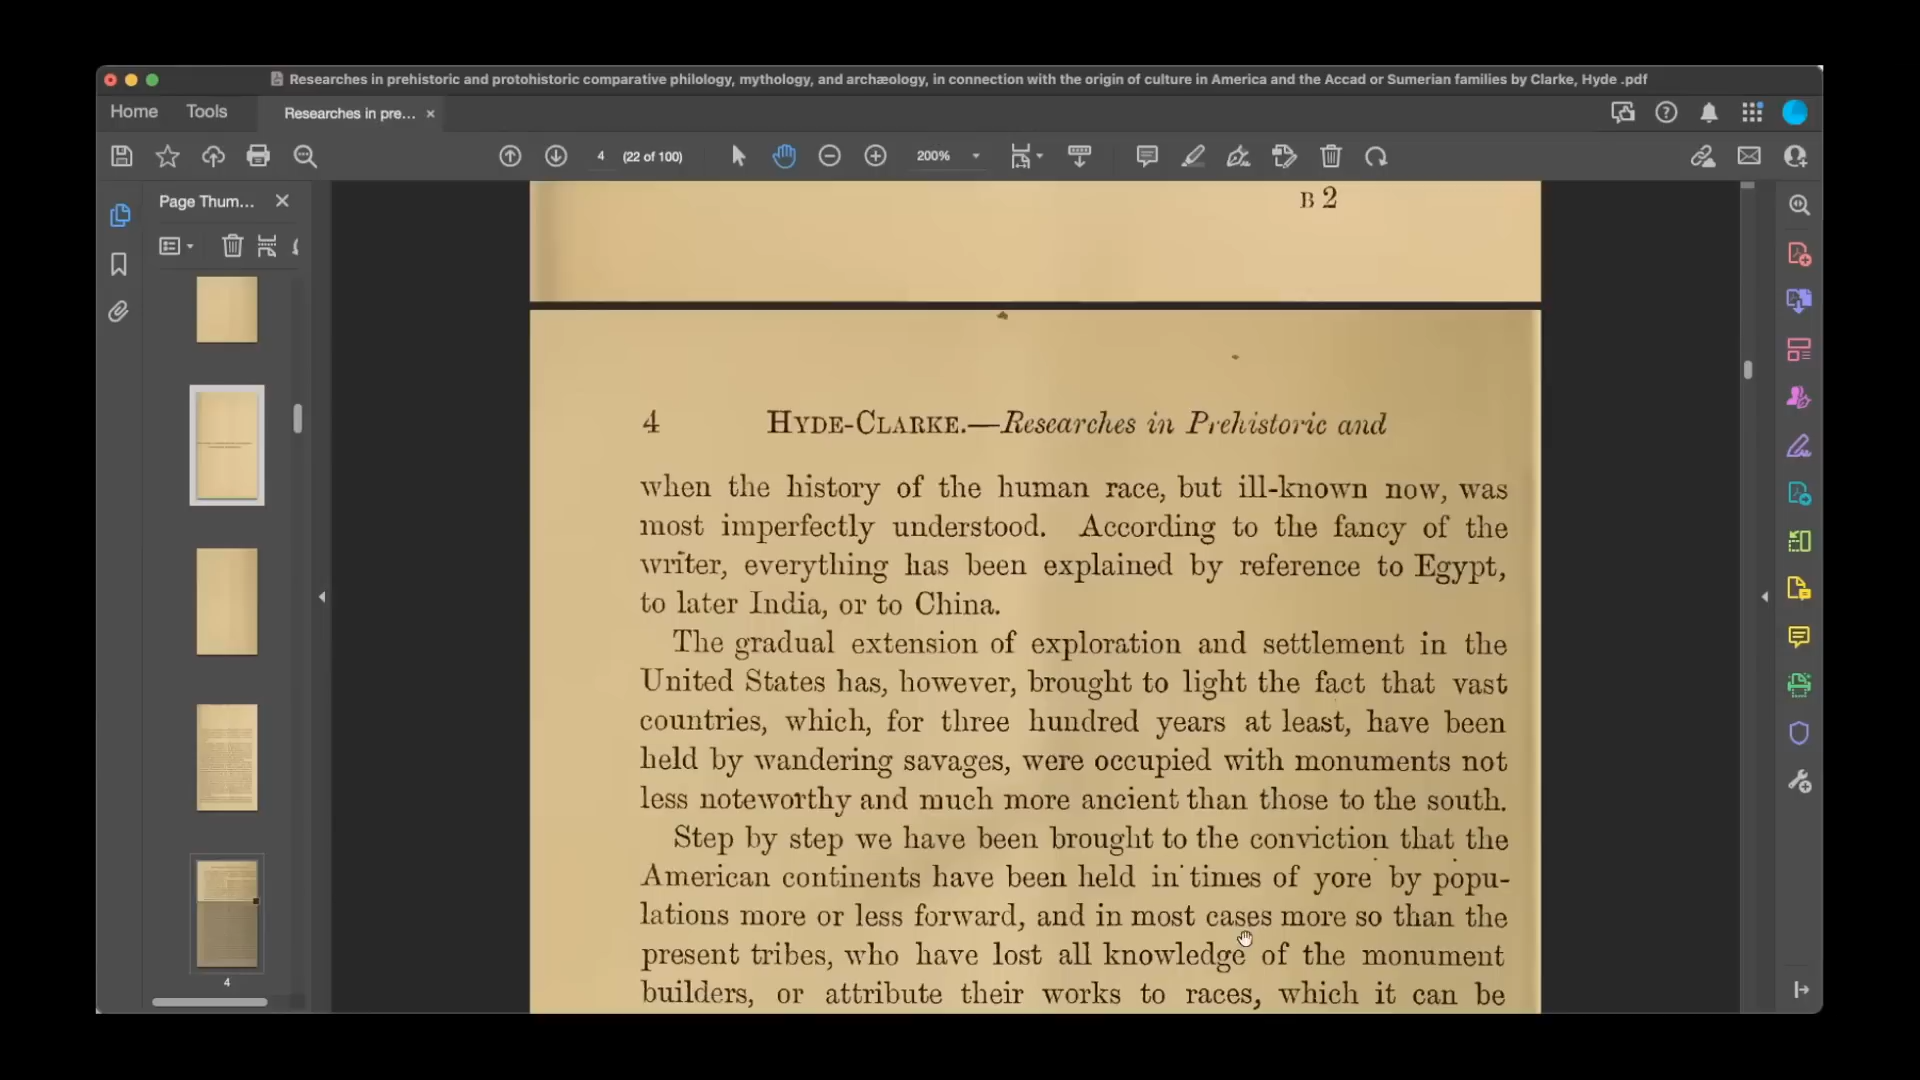 Researches in prehistoric and protohistoric comparative philology, mythology, and archæology, in connection with the origin of culture in America and the Accad or Sumerian families by Clarke, Hyde .pdf
Home
Tools
Researches in pre...
4
(22 of 100)
200%
Page Thum...
4
B 2
4 HYDE-CLARKE.—Researches in Prehistoric and
when the history of the human race, but ill-known now, was
most imperfectly understood. According to the fancy of the
writer, everything has been explained by reference to Egypt,
to later India, or to China.
The gradual extension of exploration and settlement in the
United States has, however, brought to light the fact that vast
countries, which, for three hundred years at least, have been
held by wandering savages, were occupied with monuments not
less noteworthy and much more ancient than those to the south.
Step by step we have been brought to the conviction that the
American continents have been held in times of yore by popu-
lations more or less forward, and in most cases more so than the
present tribes, who have lost all knowledge of the monument
builders, or attribute their works to races, which it can be